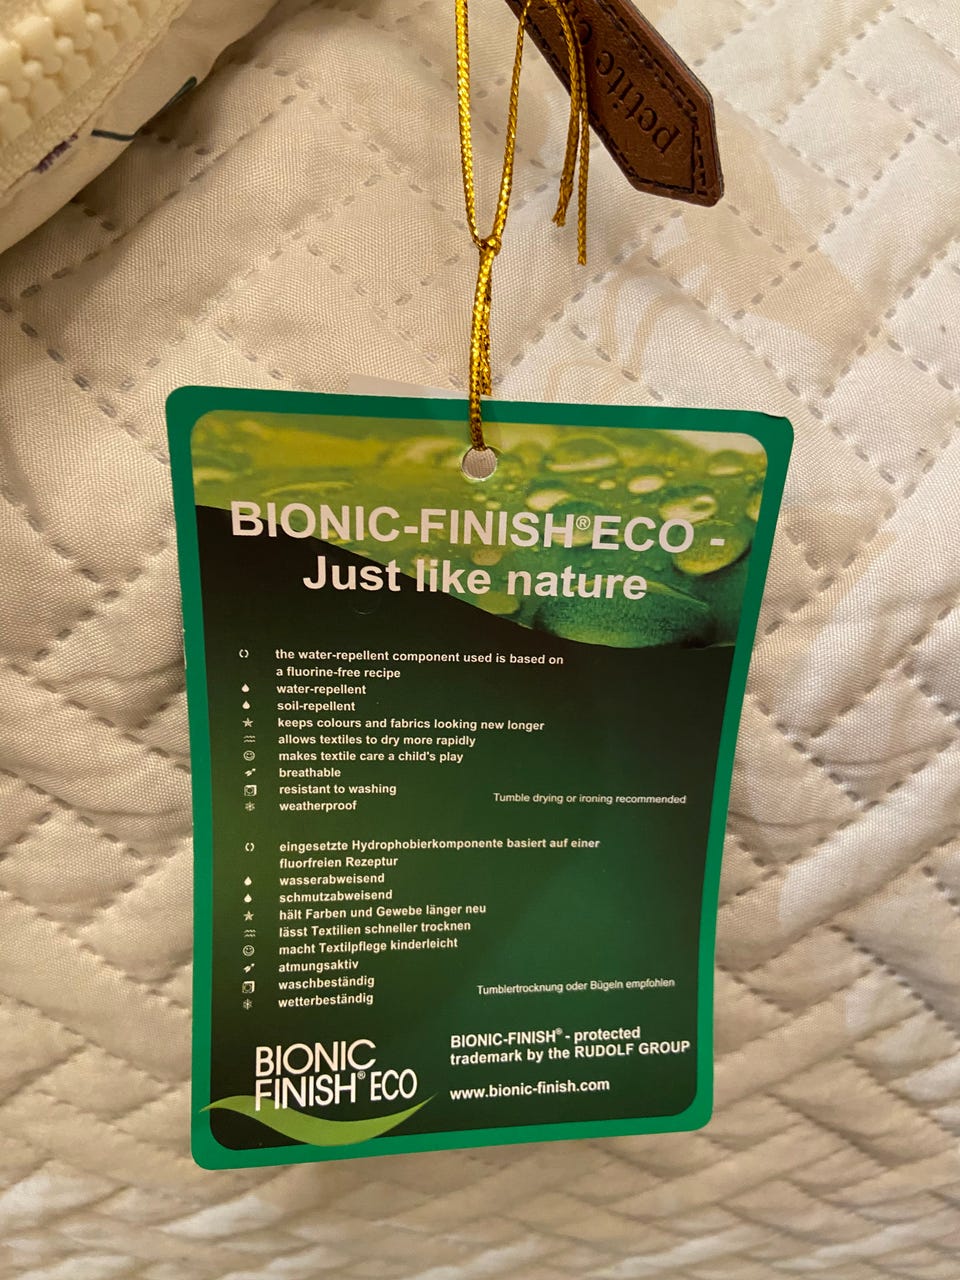 petite
BIONIC-FINISH®ECO -
Just like nature
the water-repellent component used is based on
a fluorine-free recipe
water-repellent
soil-repellent
keeps colours and fabrics looking new longer
allows textiles to dry more rapidly
makes textile care a child's play
breathable
resistant to washing
weatherproof
Tumble drying or ironing recommended
eingesetzte Hydrophobierkomponente basiert auf einer
fluorfreien Rezeptur
wasserabweisend
schmutzabweisend
hält Farben und Gewebe länger neu
lässt Textilien schneller trocknen
macht Textilpflege kinderleicht
atmungsaktiv
waschbeständig
wetterbeständig
Tumblertrocknung oder Bügeln empfohlen
BIONIC
FINISH®ECO
BIONIC-FINISH® - protected
trademark by the RUDOLF GROUP
www.bionic-finish.com